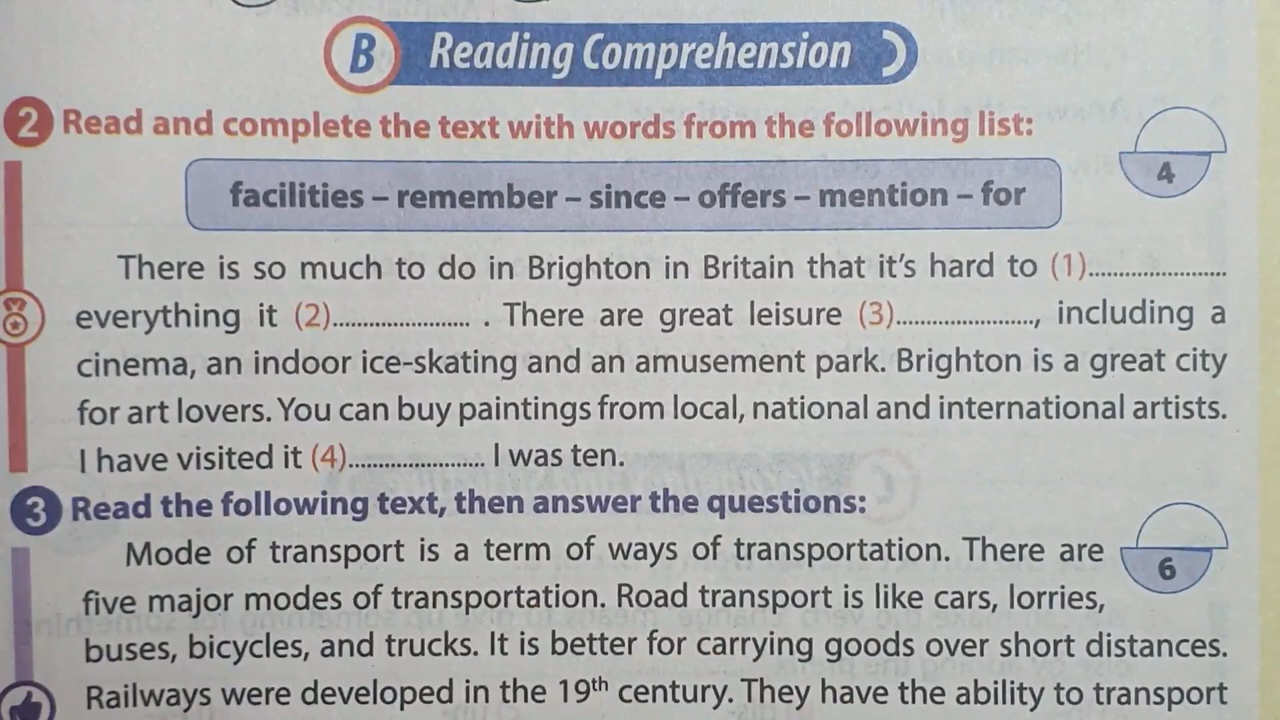 B Reading Comprehension
2 Read and complete the text with words from the following list:
4
facilities – remember – since – offers – mention – for
There is so much to do in Brighton in Britain that it's hard to (1)......................
everything it (2)...................... . There are great leisure (3)......................, including a
cinema, an indoor ice-skating and an amusement park. Brighton is a great city
for art lovers. You can buy paintings from local, national and international artists.
I have visited it (4)...................... I was ten.
3 Read the following text, then answer the questions:
6
Mode of transport is a term of ways of transportation. There are
five major modes of transportation. Road transport is like cars, lorries,
buses, bicycles, and trucks. It is better for carrying goods over short distances.
Railways were developed in the 19th century. They have the ability to transport